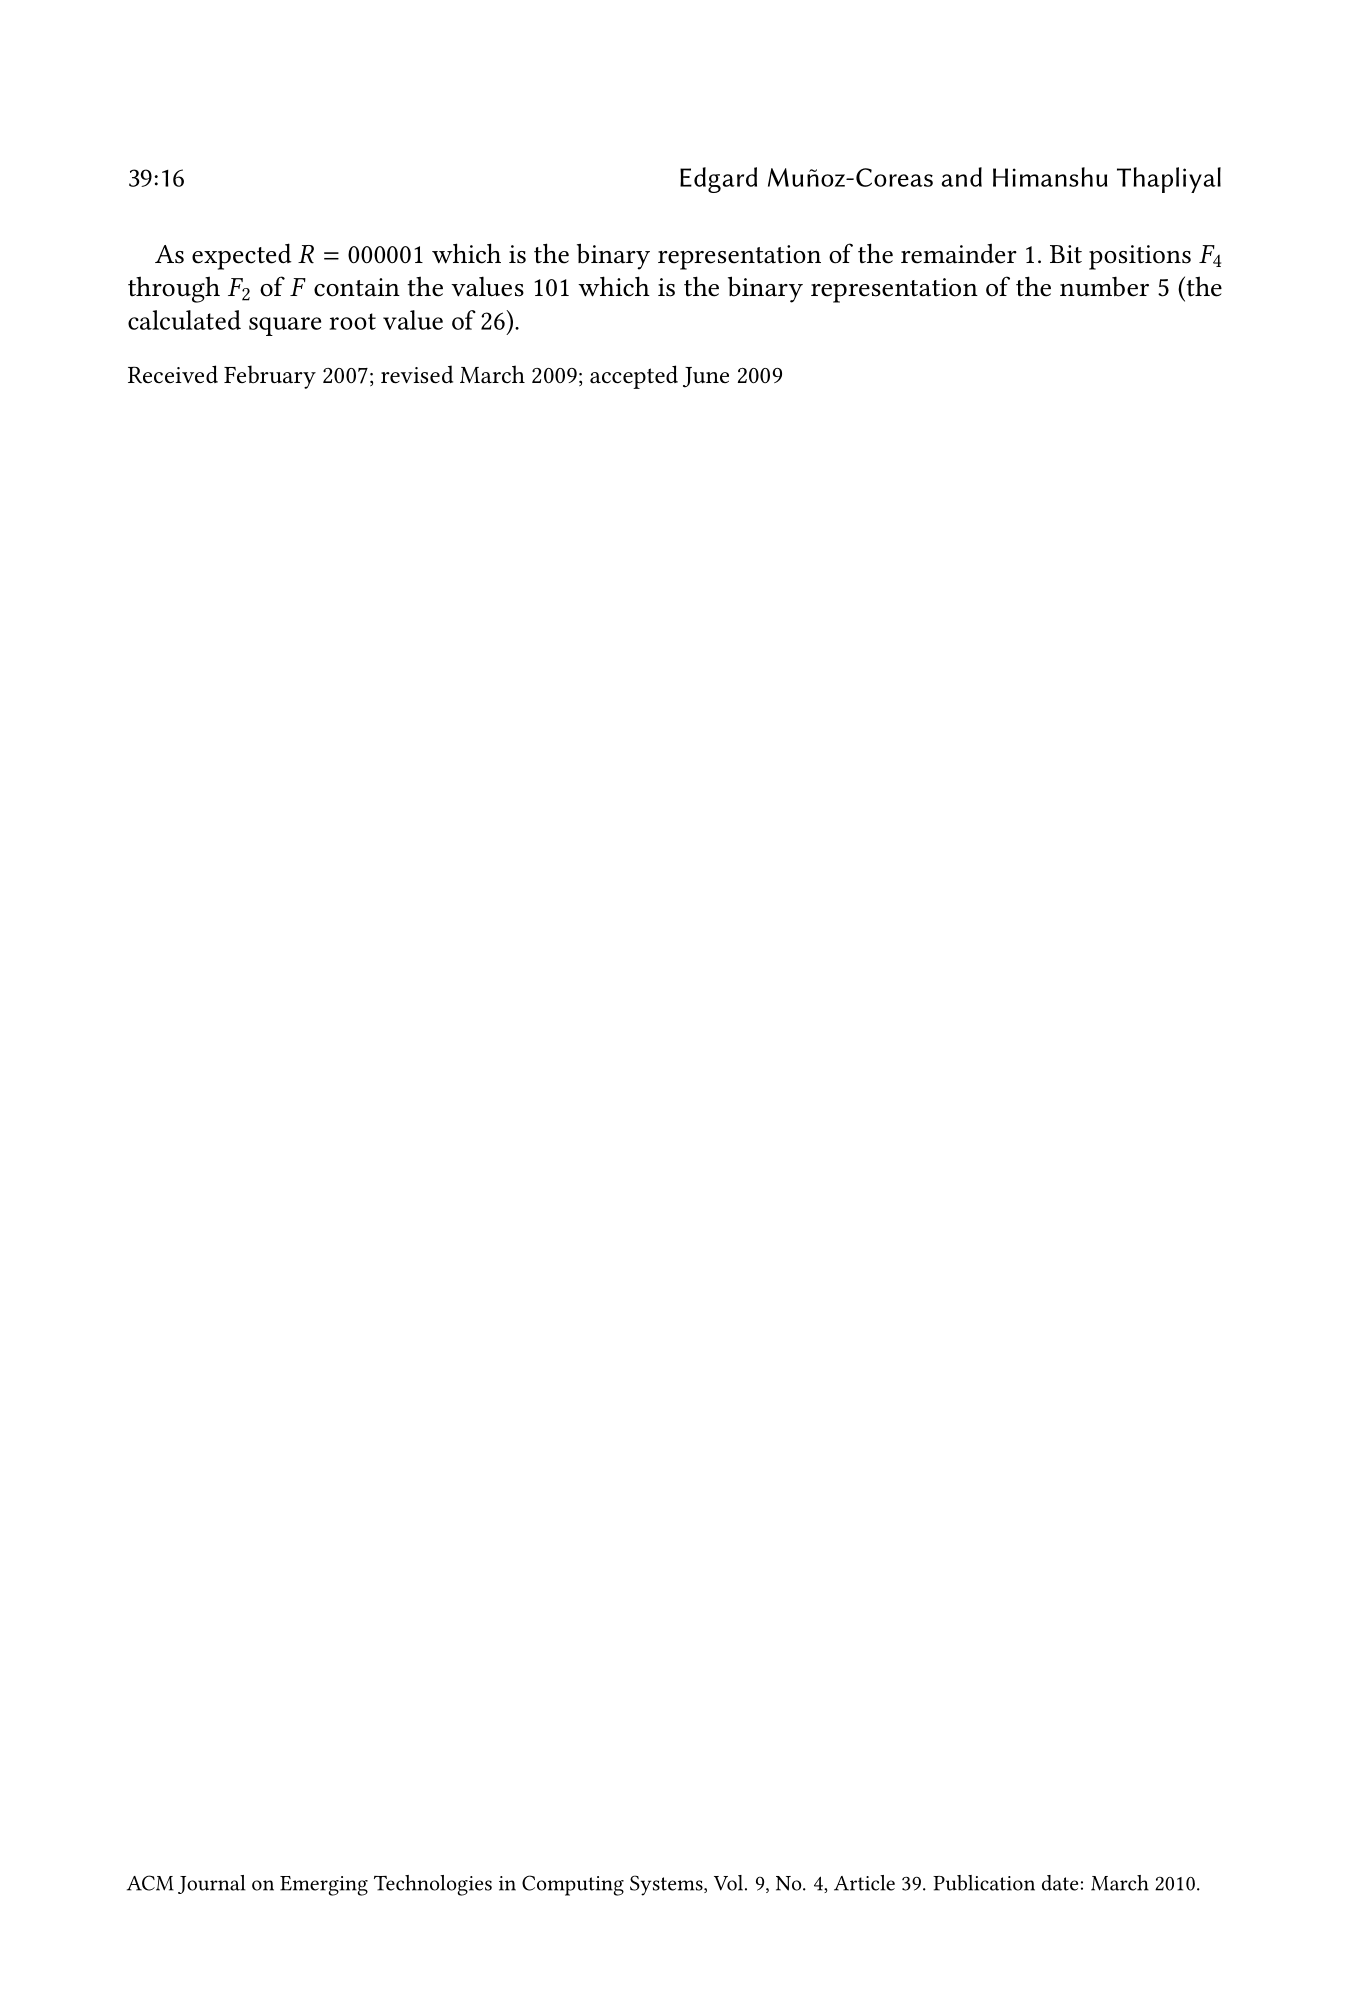 39:16 Edgard Muñoz-Coreas and Himanshu Thapliyal
As expected R = 000001 which is the binary representation of the remainder 1. Bit positions F₄
through F₂ of F contain the values 101 which is the binary representation of the number 5 (the
calculated square root value of 26).
Received February 2007; revised March 2009; accepted June 2009
ACM Journal on Emerging Technologies in Computing Systems, Vol. 9, No. 4, Article 39. Publication date: March 2010.